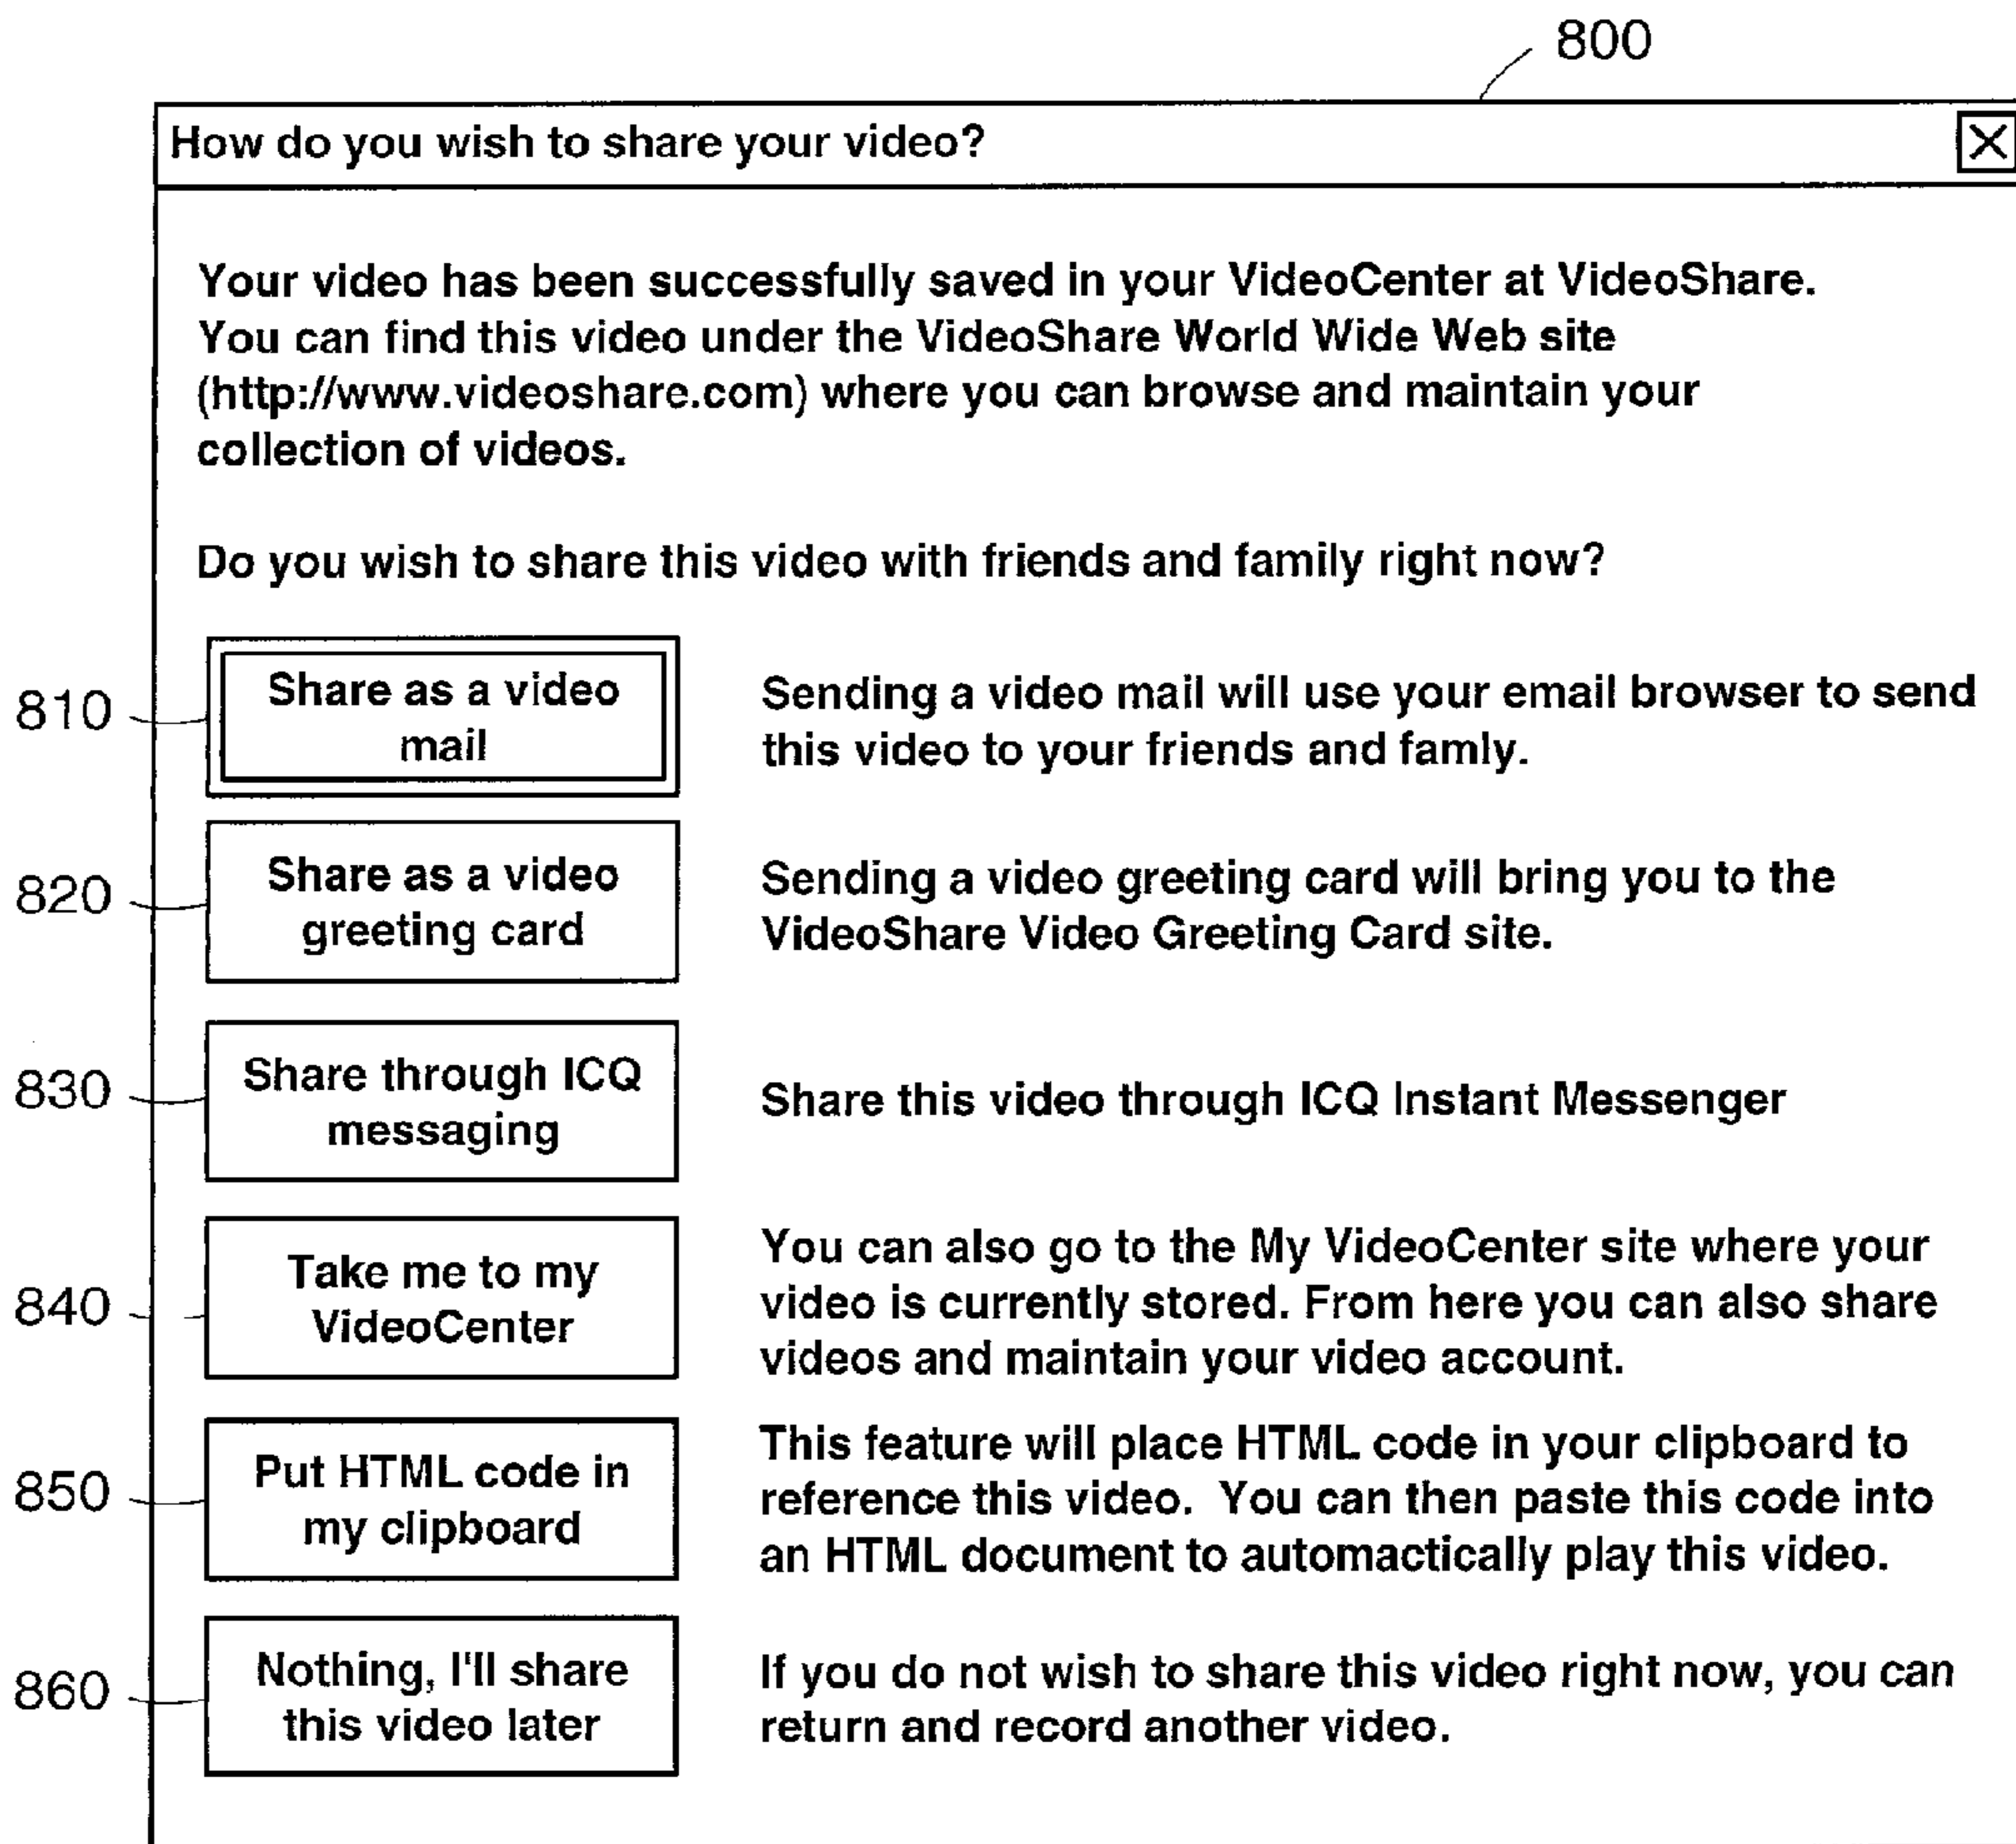 800
How do you wish to share your video?
Your video has been successfully saved in your VideoCenter at VideoShare.
You can find this video under the VideoShare World Wide Web site
(http://www.videoshare.com) where you can browse and maintain your
collection of videos.
Do you wish to share this video with friends and family right now?
810
Share as a video
mail
Sending a video mail will use your email browser to send
this video to your friends and famly.
820
Share as a video
greeting card
Sending a video greeting card will bring you to the
VideoShare Video Greeting Card site.
830
Share through ICQ
messaging
Share this video through ICQ Instant Messenger
840
Take me to my
VideoCenter
You can also go to the My VideoCenter site where your
video is currently stored. From here you can also share
videos and maintain your video account.
850
Put HTML code in
my clipboard
This feature will place HTML code in your clipboard to
reference this video. You can then paste this code into
an HTML document to automactically play this video.
860
Nothing, I'll share
this video later
If you do not wish to share this video right now, you can
return and record another video.